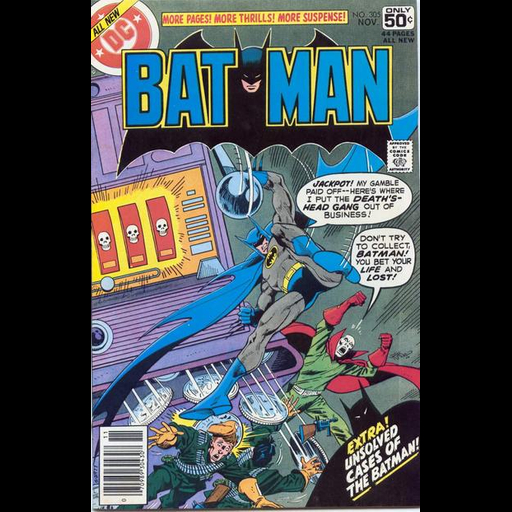 ALL NEW
DC
MORE PAGES! MORE THRILLS! MORE SUSPENSE!
NO. 305
NOV.
ONLY
50¢
44 PAGES
ALL NEW
BATMAN
APPROVED
BY THE
COMICS
CODE
AUTHORITY
JACKPOT! MY GAMBLE
PAID OFF--HERE'S WHERE
I PUT THE DEATH'S-
HEAD GANG OUT OF
BUSINESS!
DON'T TRY
TO COLLECT,
BATMAN!
YOU BET YOUR
LIFE AND
LOST!
EXTRA!
UNSOLVED
CASES OF
THE BATMAN!
11